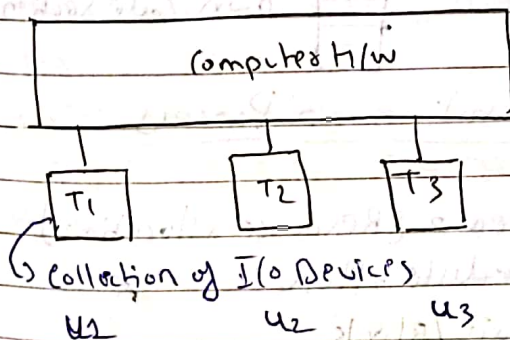 Computer H/W
T1 T2 T3
Collection of I/O Devices
U1 U2 U3